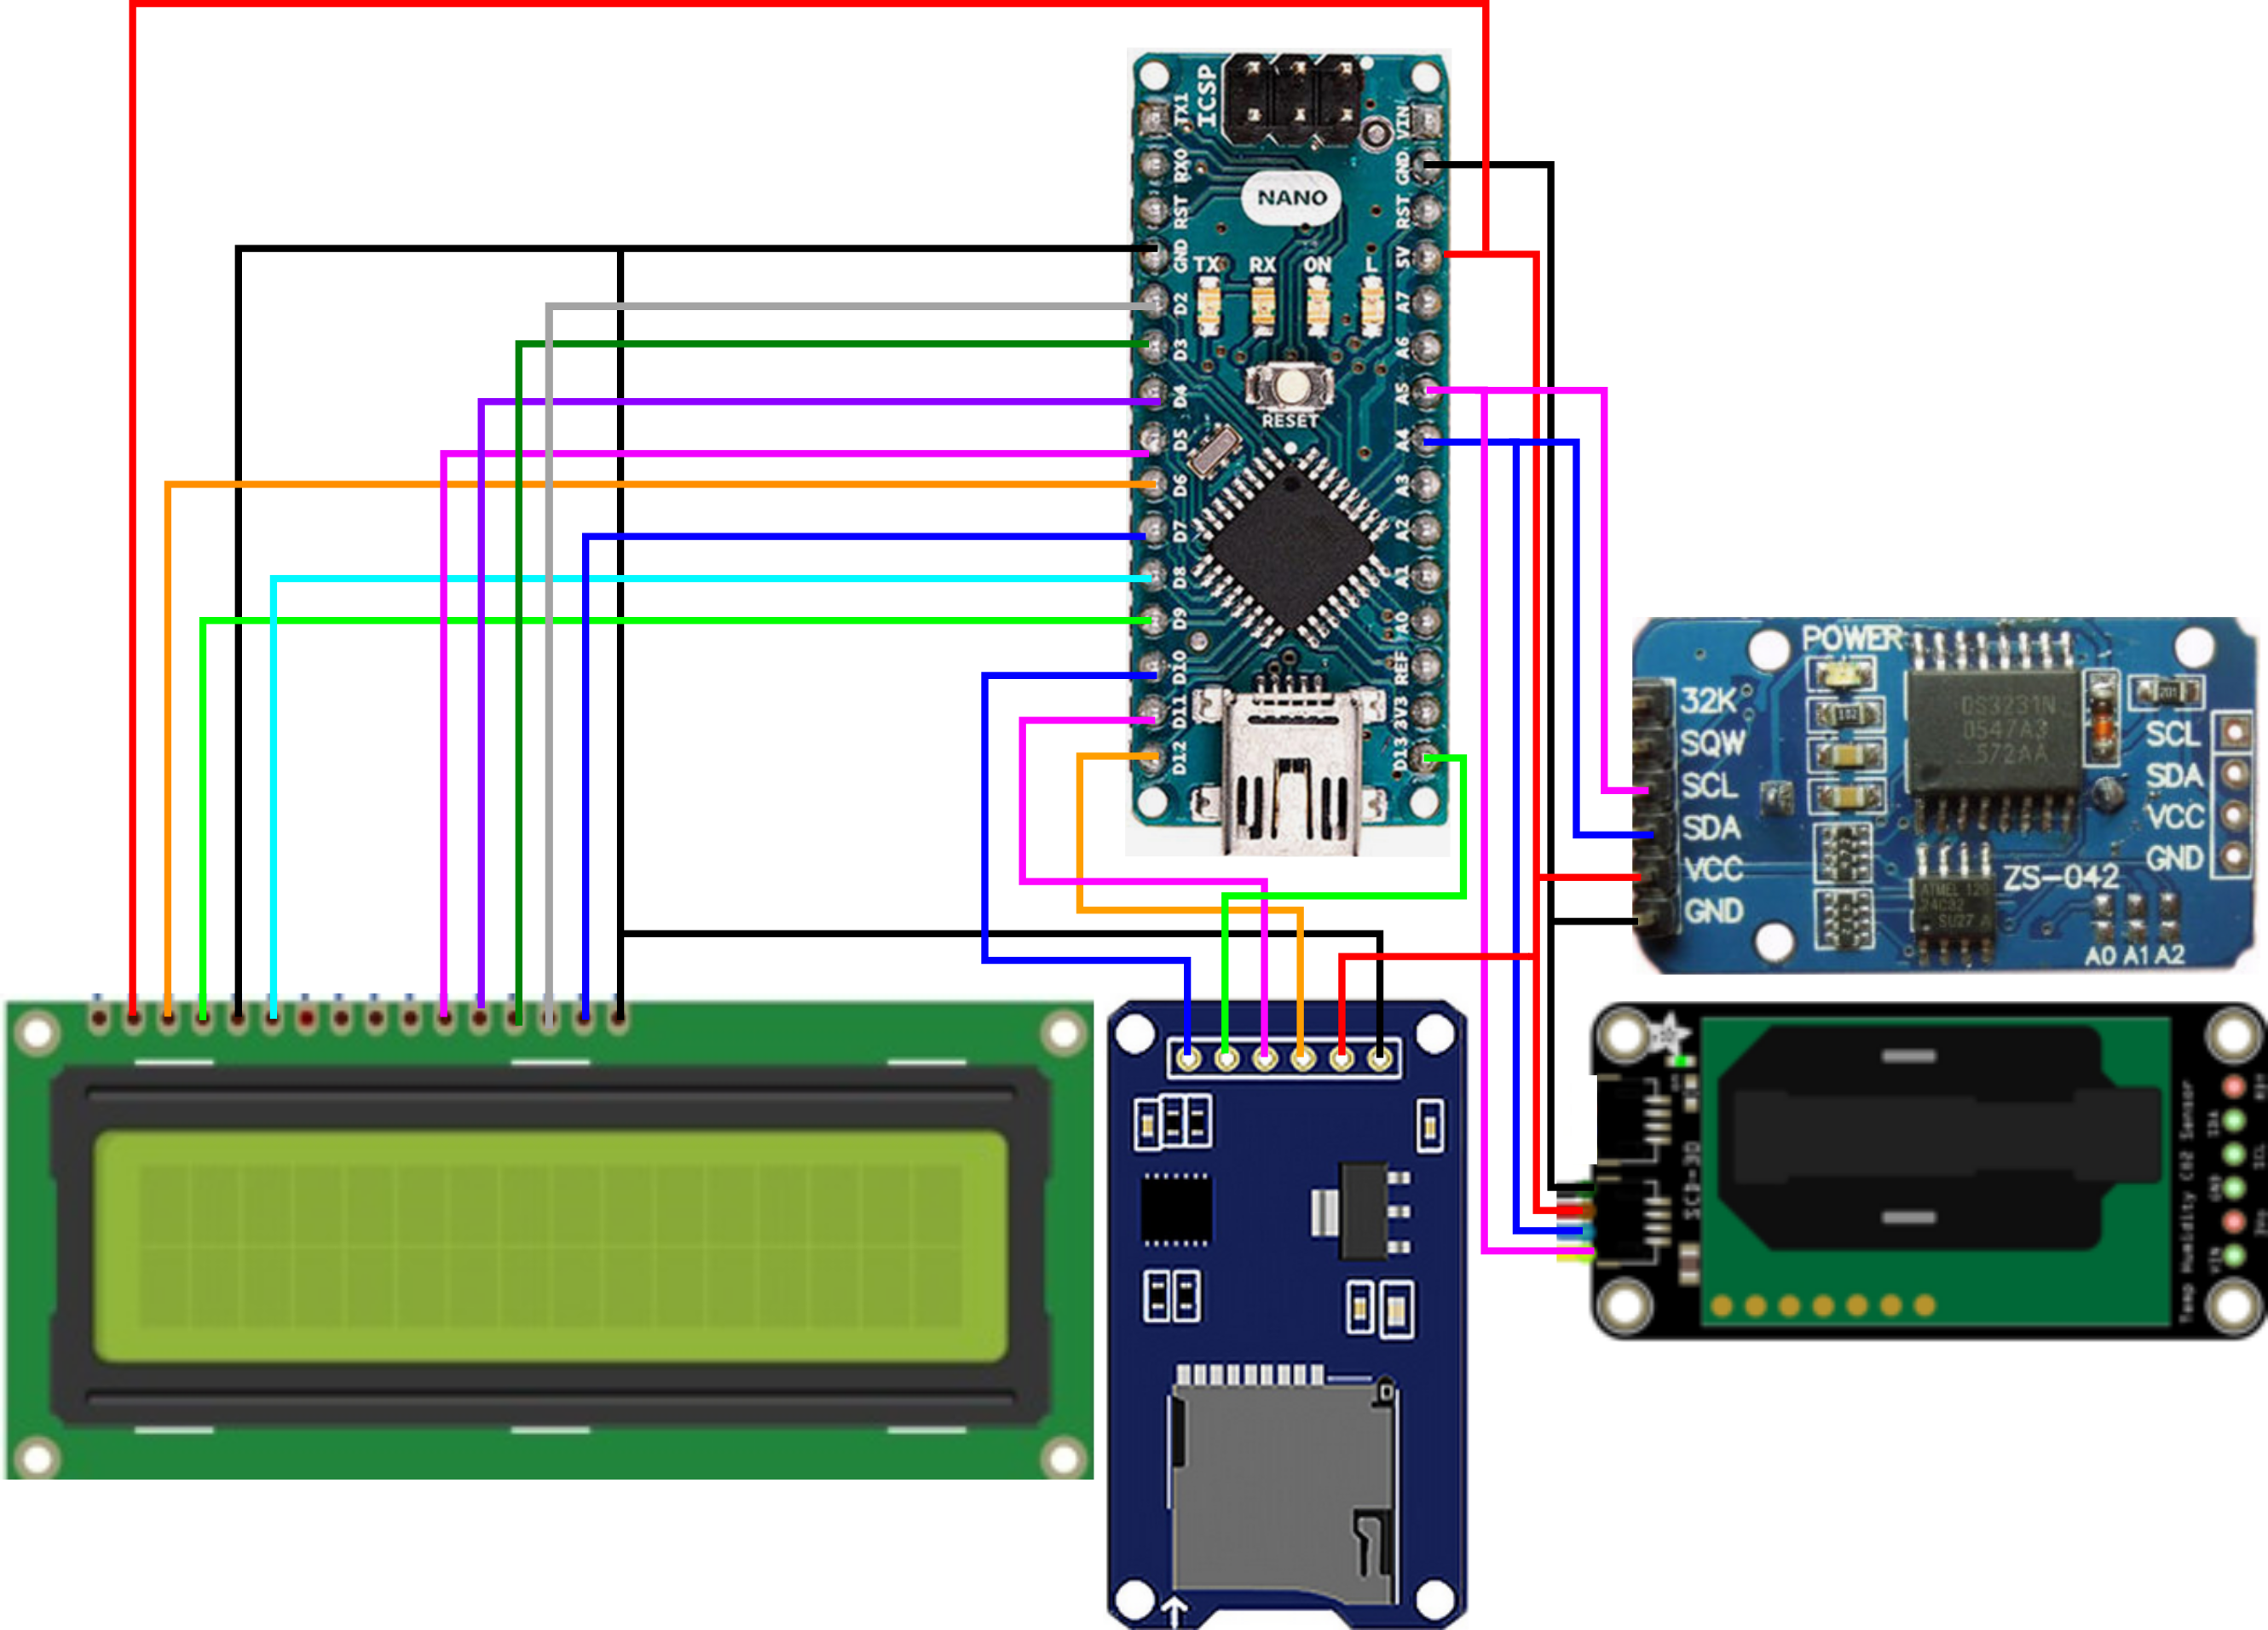 ICSP
TX1
RX0
RST
GND
D2
D3
D4
D5
D6
D7
D8
D9
D10
D11
D12
NANO
TX RX ON L
RESET
VIN
GND
RST
5V
A7
A6
A5
A4
A3
A2
A1
A0
REF
3V3
D13
POWER
32K
SQW
SCL
SDA
VCC
GND
DS3231N
0547A3
572AA
102
201
SCL
SDA
VCC
GND
ZS-042
ATMEL
24C32
SU27 A
A0 A1 A2
SCD-30
Temp Humidity CO2 Sensor
SDA
SCL
GND
VIN